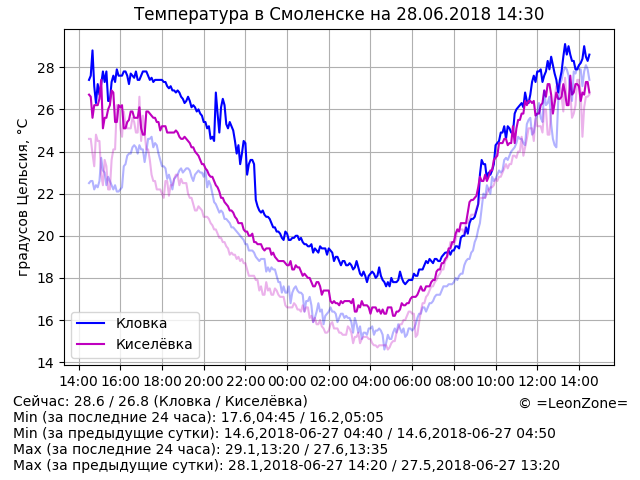 Температура в Смоленске на 28.06.2018 14:30
градусов Цельсия, °C
28
26
24
22
20
18
16
14
Кловка
Киселёвка
14:00 16:00 18:00 20:00 22:00 00:00 02:00 04:00 06:00 08:00 10:00 12:00 14:00
Сейчас: 28.6 / 26.8 (Кловка / Киселёвка)
© =LeonZone=
Min (за последние 24 часа): 17.6,04:45 / 16.2,05:05
Min (за предыдущие сутки): 14.6,2018-06-27 04:40 / 14.6,2018-06-27 04:50
Max (за последние 24 часа): 29.1,13:20 / 27.6,13:35
Max (за предыдущие сутки): 28.1,2018-06-27 14:20 / 27.5,2018-06-27 13:20